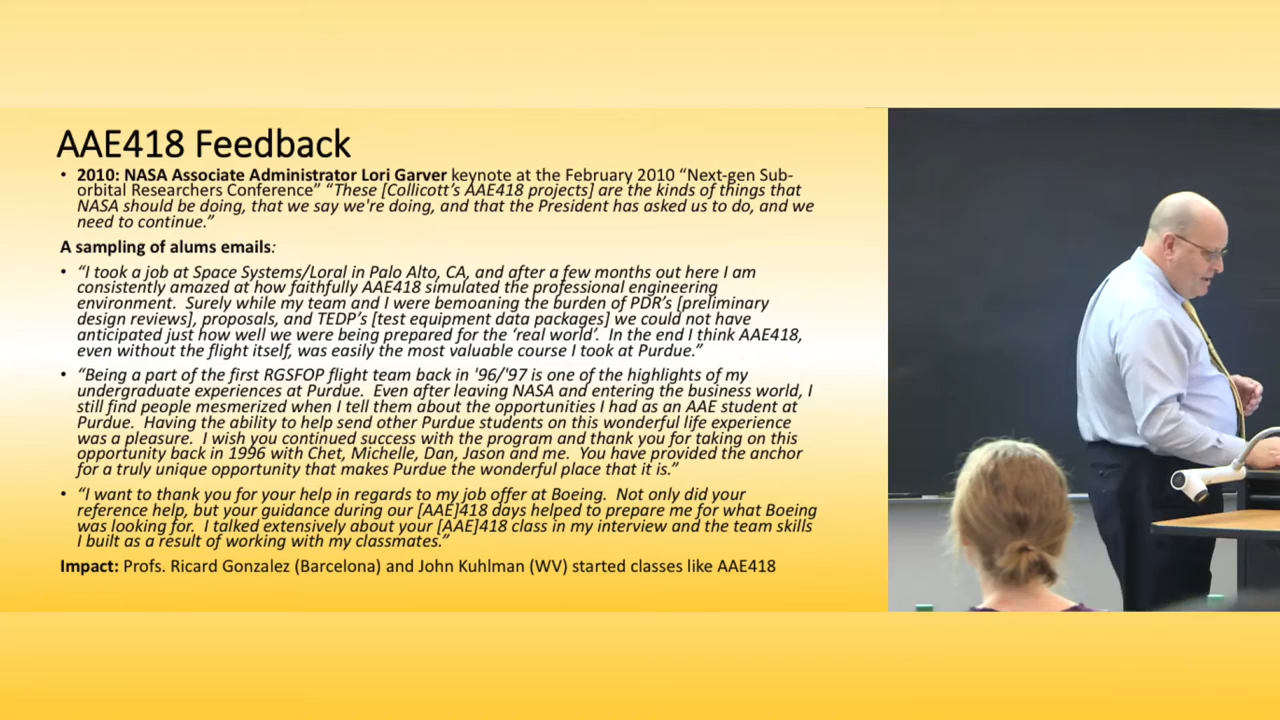 AAE418 Feedback
• 2010: NASA Associate Administrator Lori Garver keynote at the February 2010 “Next-gen Sub-
orbital Researchers Conference” “These [Collicott’s AAE418 projects] are the kinds of things that
NASA should be doing, that we say we're doing, and that the President has asked us to do, and we
need to continue.”
A sampling of alums emails:
• “I took a job at Space Systems/Loral in Palo Alto, CA, and after a few months out here I am
consistently amazed at how faithfully AAE418 simulated the professional engineering
environment. Surely while my team and I were bemoaning the burden of PDR’s [preliminary
design reviews], proposals, and TEDP’s [test equipment data packages] we could not have
anticipated just how well we were being prepared for the ‘real world’. In the end I think AAE418,
even without the flight itself, was easily the most valuable course I took at Purdue.”
• “Being a part of the first RGSFOP flight team back in '96/'97 is one of the highlights of my
undergraduate experiences at Purdue. Even after leaving NASA and entering the business world, I
still find people mesmerized when I tell them about the opportunities I had as an AAE student at
Purdue. Having the ability to help send other Purdue students on this wonderful life experience
was a pleasure. I wish you continued success with the program and thank you for taking on this
opportunity back in 1996 with Chet, Michelle, Dan, Jason and me. You have provided the anchor
for a truly unique opportunity that makes Purdue the wonderful place that it is.”
• “I want to thank you for your help in regards to my job offer at Boeing. Not only did your
reference help, but your guidance during our [AAE]418 days helped to prepare me for what Boeing
was looking for. I talked extensively about your [AAE]418 class in my interview and the team skills
I built as a result of working with my classmates.”
Impact: Profs. Ricard Gonzalez (Barcelona) and John Kuhlman (WV) started classes like AAE418